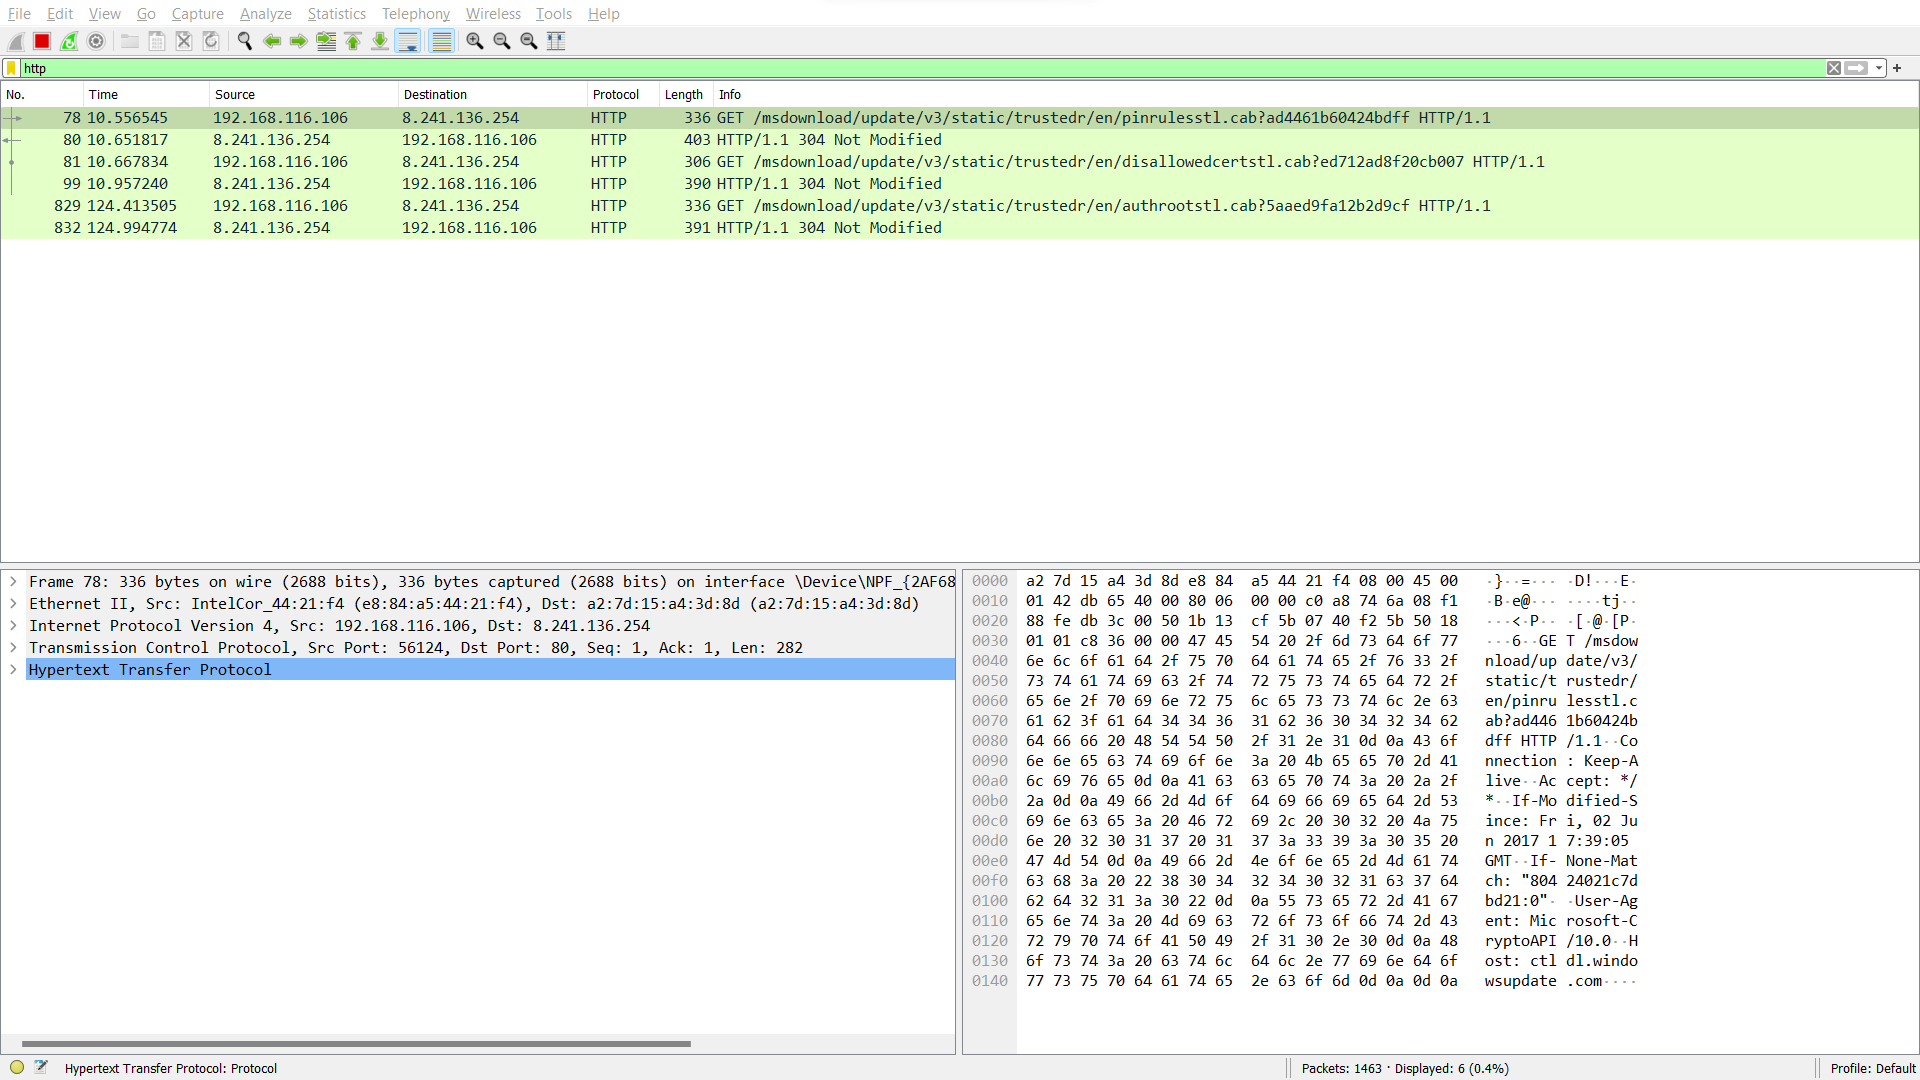 File Edit View Go Capture Analyze Statistics Telephony Wireless Tools Help
http
No. Time Source Destination Protocol Length Info
78 10.556545 192.168.116.106 8.241.136.254 HTTP 336 GET /msdownload/update/v3/static/trustedr/en/pinrulesstl.cab?ad4461b60424bdff HTTP/1.1
80 10.651817 8.241.136.254 192.168.116.106 HTTP 403 HTTP/1.1 304 Not Modified
81 10.667834 192.168.116.106 8.241.136.254 HTTP 306 GET /msdownload/update/v3/static/trustedr/en/disallowedcertstl.cab?ed712ad8f20cb007 HTTP/1.1
99 10.957240 8.241.136.254 192.168.116.106 HTTP 390 HTTP/1.1 304 Not Modified
829 124.413505 192.168.116.106 8.241.136.254 HTTP 336 GET /msdownload/update/v3/static/trustedr/en/authrootstl.cab?5aaed9fa12b2d9cf HTTP/1.1
832 124.994774 8.241.136.254 192.168.116.106 HTTP 391 HTTP/1.1 304 Not Modified
Frame 78: 336 bytes on wire (2688 bits), 336 bytes captured (2688 bits) on interface \Device\NPF_{2AF68
Ethernet II, Src: IntelCor_44:21:f4 (e8:84:a5:44:21:f4), Dst: a2:7d:15:a4:3d:8d (a2:7d:15:a4:3d:8d)
Internet Protocol Version 4, Src: 192.168.116.106, Dst: 8.241.136.254
Transmission Control Protocol, Src Port: 56124, Dst Port: 80, Seq: 1, Ack: 1, Len: 282
Hypertext Transfer Protocol
0000 a2 7d 15 a4 3d 8d e8 84 a5 44 21 f4 08 00 45 00 ·}··=··· ·D!···E·
0010 01 42 db 65 40 00 80 06 00 00 c0 a8 74 6a 08 f1 ·B·e@··· ····tj··
0020 88 fe db 3c 00 50 1b 13 cf 5b 07 40 f2 5b 50 18 ···<·P·· ·[·@·[P·
0030 01 01 c8 36 00 00 47 45 54 20 2f 6d 73 64 6f 77 ···6··GE T /msdow
0040 6e 6c 6f 61 64 2f 75 70 64 61 74 65 2f 76 33 2f nload/up date/v3/
0050 73 74 61 74 69 63 2f 74 72 75 73 74 65 64 72 2f static/t rustedr/
0060 65 6e 2f 70 69 6e 72 75 6c 65 73 73 74 6c 2e 63 en/pinru lesstl.c
0070 61 62 3f 61 64 34 34 36 31 62 36 30 34 32 34 62 ab?ad446 1b60424b
0080 64 66 66 20 48 54 54 50 2f 31 2e 31 0d 0a 43 6f dff HTTP /1.1··Co
0090 6e 6e 65 63 74 69 6f 6e 3a 20 4b 65 65 70 2d 41 nnection : Keep-A
00a0 6c 69 76 65 0d 0a 41 63 63 65 70 74 3a 20 2a 2f live··Ac cept: */
00b0 2a 0d 0a 49 66 2d 4d 6f 64 69 66 69 65 64 2d 53 *··If-Mo dified-S
00c0 69 6e 63 65 3a 20 46 72 69 2c 20 30 32 20 4a 75 ince: Fr i, 02 Ju
00d0 6e 20 32 30 31 37 20 31 37 3a 33 39 3a 30 35 20 n 2017 1 7:39:05
00e0 47 4d 54 0d 0a 49 66 2d 4e 6f 6e 65 2d 4d 61 74 GMT··If- None-Mat
00f0 63 68 3a 20 22 38 30 34 32 34 30 32 31 63 37 64 ch: "804 24021c7d
0100 62 64 32 31 3a 30 22 0d 0a 55 73 65 72 2d 41 67 bd21:0"· ·User-Ag
0110 65 6e 74 3a 20 4d 69 63 72 6f 73 6f 66 74 2d 43 ent: Mic rosoft-C
0120 72 79 70 74 6f 41 50 49 2f 31 30 2e 30 0d 0a 48 ryptoAPI /10.0··H
0130 6f 73 74 3a 20 63 74 6c 64 6c 2e 77 69 6e 64 6f ost: ctl dl.windo
0140 77 73 75 70 64 61 74 65 2e 63 6f 6d 0d 0a 0d 0a wsupdate .com····
Hypertext Transfer Protocol: Protocol
Packets: 1463 · Displayed: 6 (0.4%)
Profile: Default